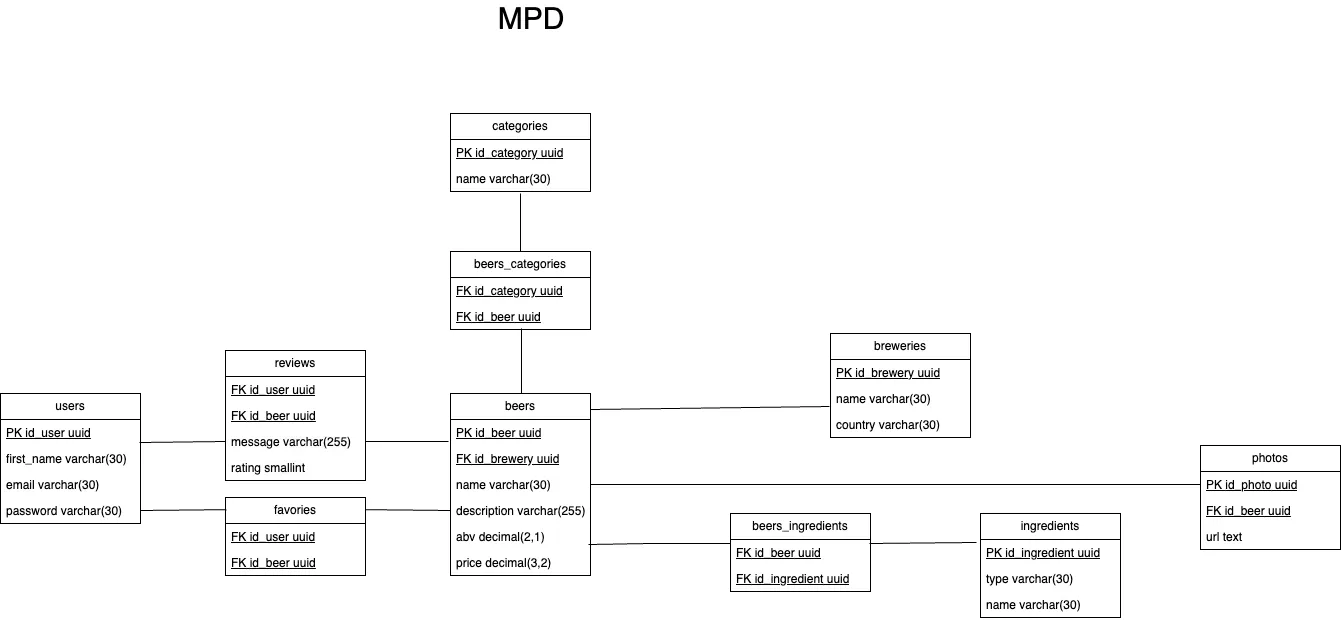 MPD
categories
PK id_category uuid
name varchar(30)
beers_categories
FK id_category uuid
FK id_beer uuid
breweries
PK id_brewery uuid
name varchar(30)
country varchar(30)
reviews
FK id_user uuid
FK id_beer uuid
message varchar(255)
rating smallint
users
PK id_user uuid
first_name varchar(30)
email varchar(30)
password varchar(30)
beers
PK id_beer uuid
FK id_brewery uuid
name varchar(30)
description varchar(255)
abv decimal(2,1)
price decimal(3,2)
photos
PK id_photo uuid
FK id_beer uuid
url text
favories
FK id_user uuid
FK id_beer uuid
beers_ingredients
FK id_beer uuid
FK id_ingredient uuid
ingredients
PK id_ingredient uuid
type varchar(30)
name varchar(30)